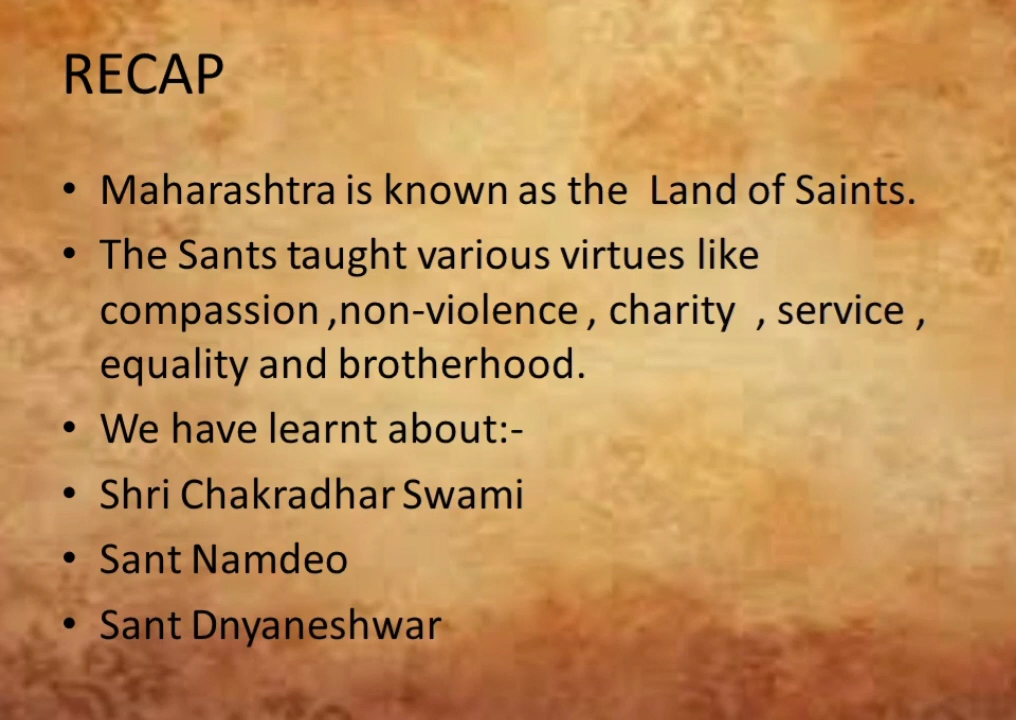 RECAP
• Maharashtra is known as the Land of Saints.
• The Sants taught various virtues like
compassion ,non-violence , charity , service ,
equality and brotherhood.
• We have learnt about:-
• Shri Chakradhar Swami
• Sant Namdeo
• Sant Dnyaneshwar